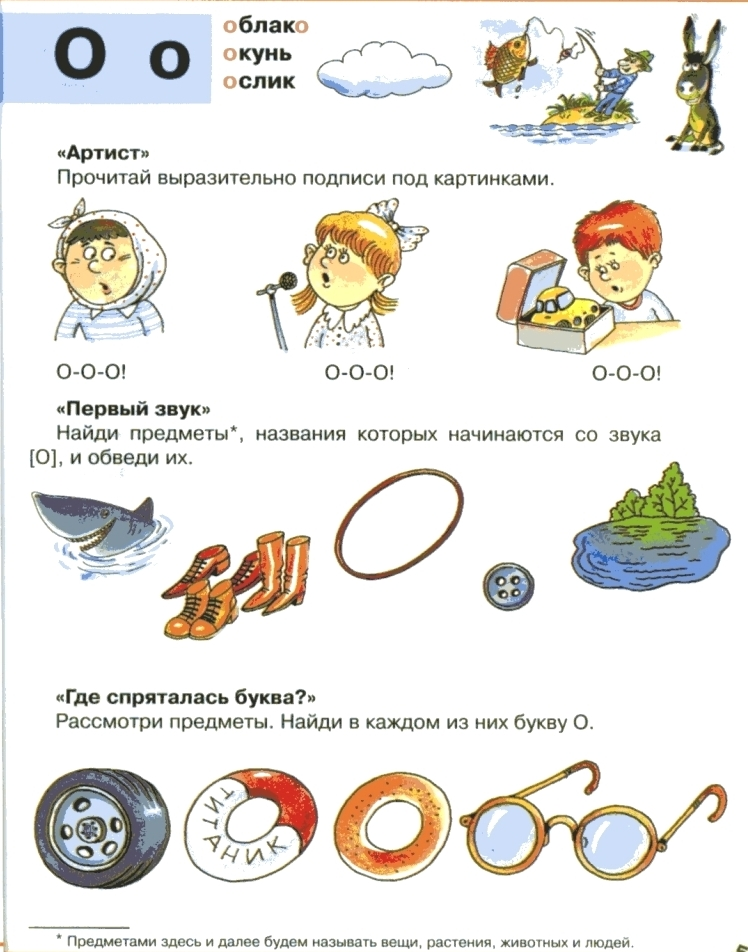 О о
облако
окунь
ослик
«Артист»
Прочитай выразительно подписи под картинками.
О-О-О!
О-О-О!
О-О-О!
«Первый звук»
Найди предметы*, названия которых начинаются со звука
[О], и обведи их.
«Где спряталась буква?»
Рассмотри предметы. Найди в каждом из них букву О.
ТИТАНИК
* Предметами здесь и далее будем называть вещи, растения, животных и людей.